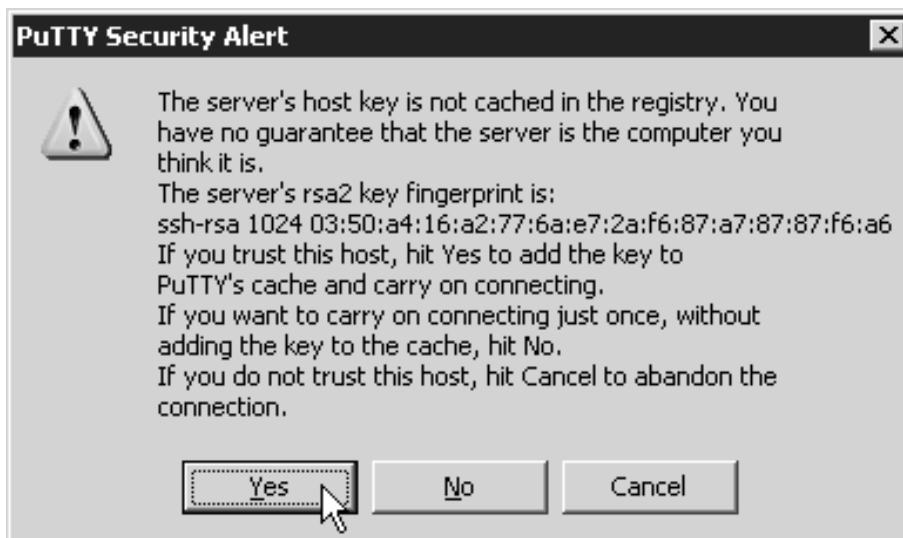 PuTTY Security Alert
The server's host key is not cached in the registry. You
have no guarantee that the server is the computer you
think it is.
The server's rsa2 key fingerprint is:
ssh-rsa 1024 03:50:a4:16:a2:77:6a:e7:2a:f6:87:a7:87:87:f6:a6
If you trust this host, hit Yes to add the key to
PuTTY's cache and carry on connecting.
If you want to carry on connecting just once, without
adding the key to the cache, hit No.
If you do not trust this host, hit Cancel to abandon the
connection.
Yes No Cancel